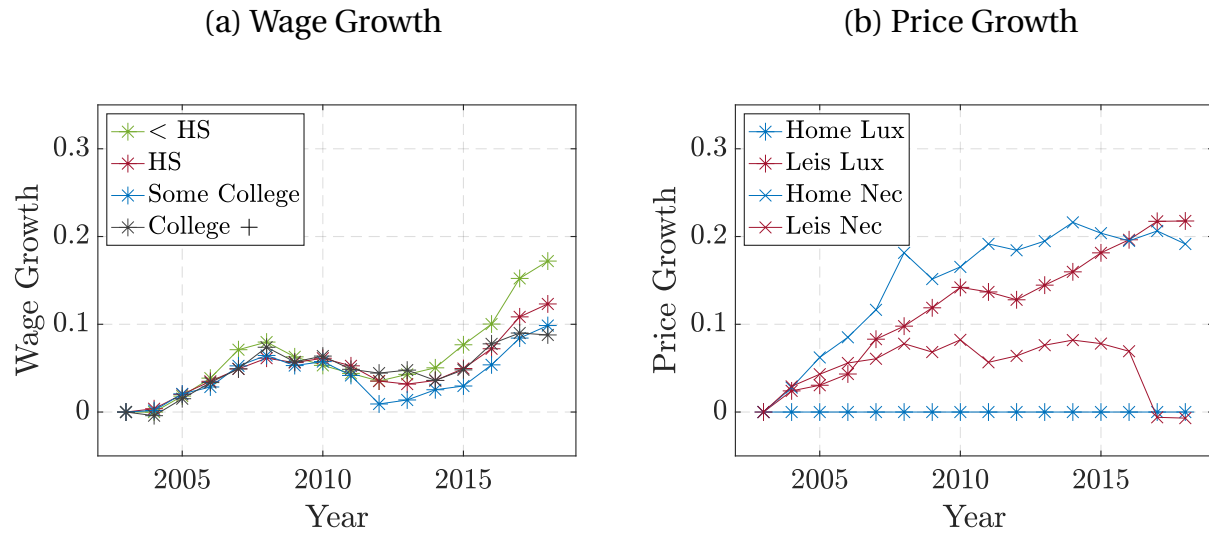 (a) Wage Growth
0.3
0.2
0.1
0
Wage Growth
< HS
HS
Some College
College +
2005
2010
2015
Year
(b) Price Growth
0.3
0.2
0.1
0
Price Growth
Home Lux
Leis Lux
Home Nec
Leis Nec
2005
2010
2015
Year